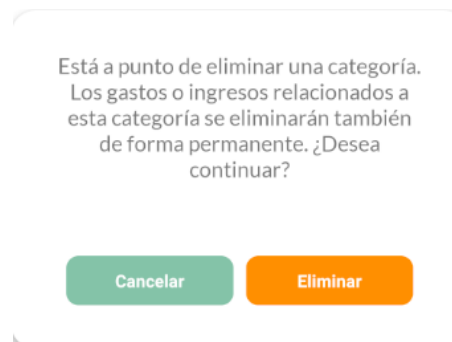 Está a punto de eliminar una categoría.
Los gastos o ingresos relacionados a
esta categoría se eliminarán también
de forma permanente. ¿Desea
continuar?
Cancelar
Eliminar